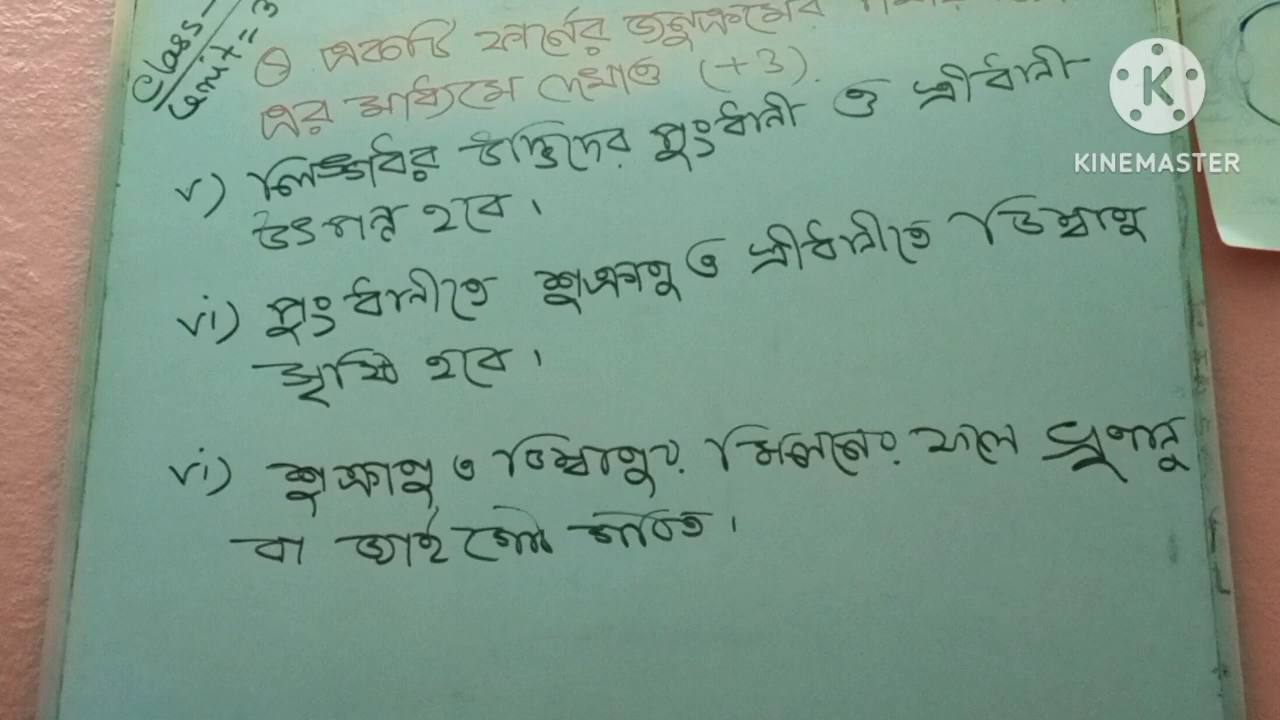 Class-
Unit= 3
একটি ফার্নের জনুক্রমের
এর মাধ্যমে দেখাও (+3).
v) লিঙ্গধর উদ্ভিদের পুংধানী ও স্ত্রীধানী
উৎপন্ন হবে।
vi) পুংধানীতে শুক্রাণু ও স্ত্রীধানীতে ডিম্বাণু
সৃষ্টি হবে।
vi) শুক্রাণু ও ডিম্বাণুর মিলনের ফলে ভ্রূণাণু
বা জাইগোট গঠিত।
K
KINEMASTER